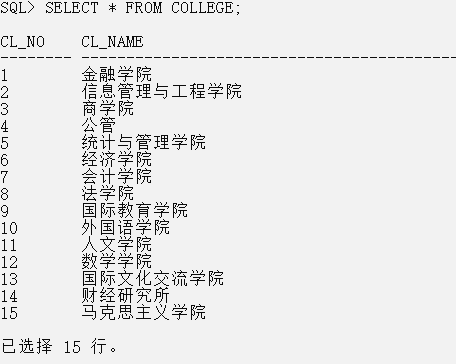 SQL> SELECT * FROM COLLEGE;
CL_NO CL_NAME
-------- --------------------------------------------
1 金融学院
2 信息管理与工程学院
3 商学院
4 公管
5 统计与管理学院
6 经济学院
7 会计学院
8 法学院
9 国际教育学院
10 外国语学院
11 人文学院
12 数学学院
13 国际文化交流学院
14 财经研究所
15 马克思主义学院
已选择 15 行。